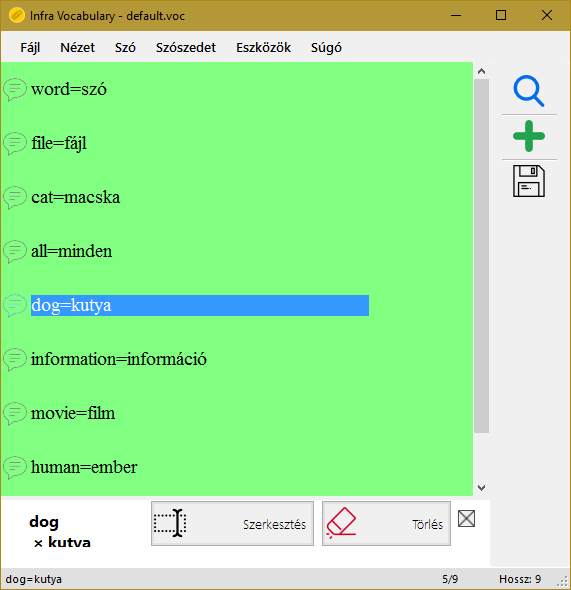 Infra Vocabulary - default.voc
Fájl Nézet Szó Szószedet Eszközök Súgó
word=szó
file=fájl
cat=macska
all=minden
dog=kutya
information=információ
movie=film
human=ember
dog
× kutya
Szerkesztés
Törlés
dog=kutya 5/9 Hossz: 9